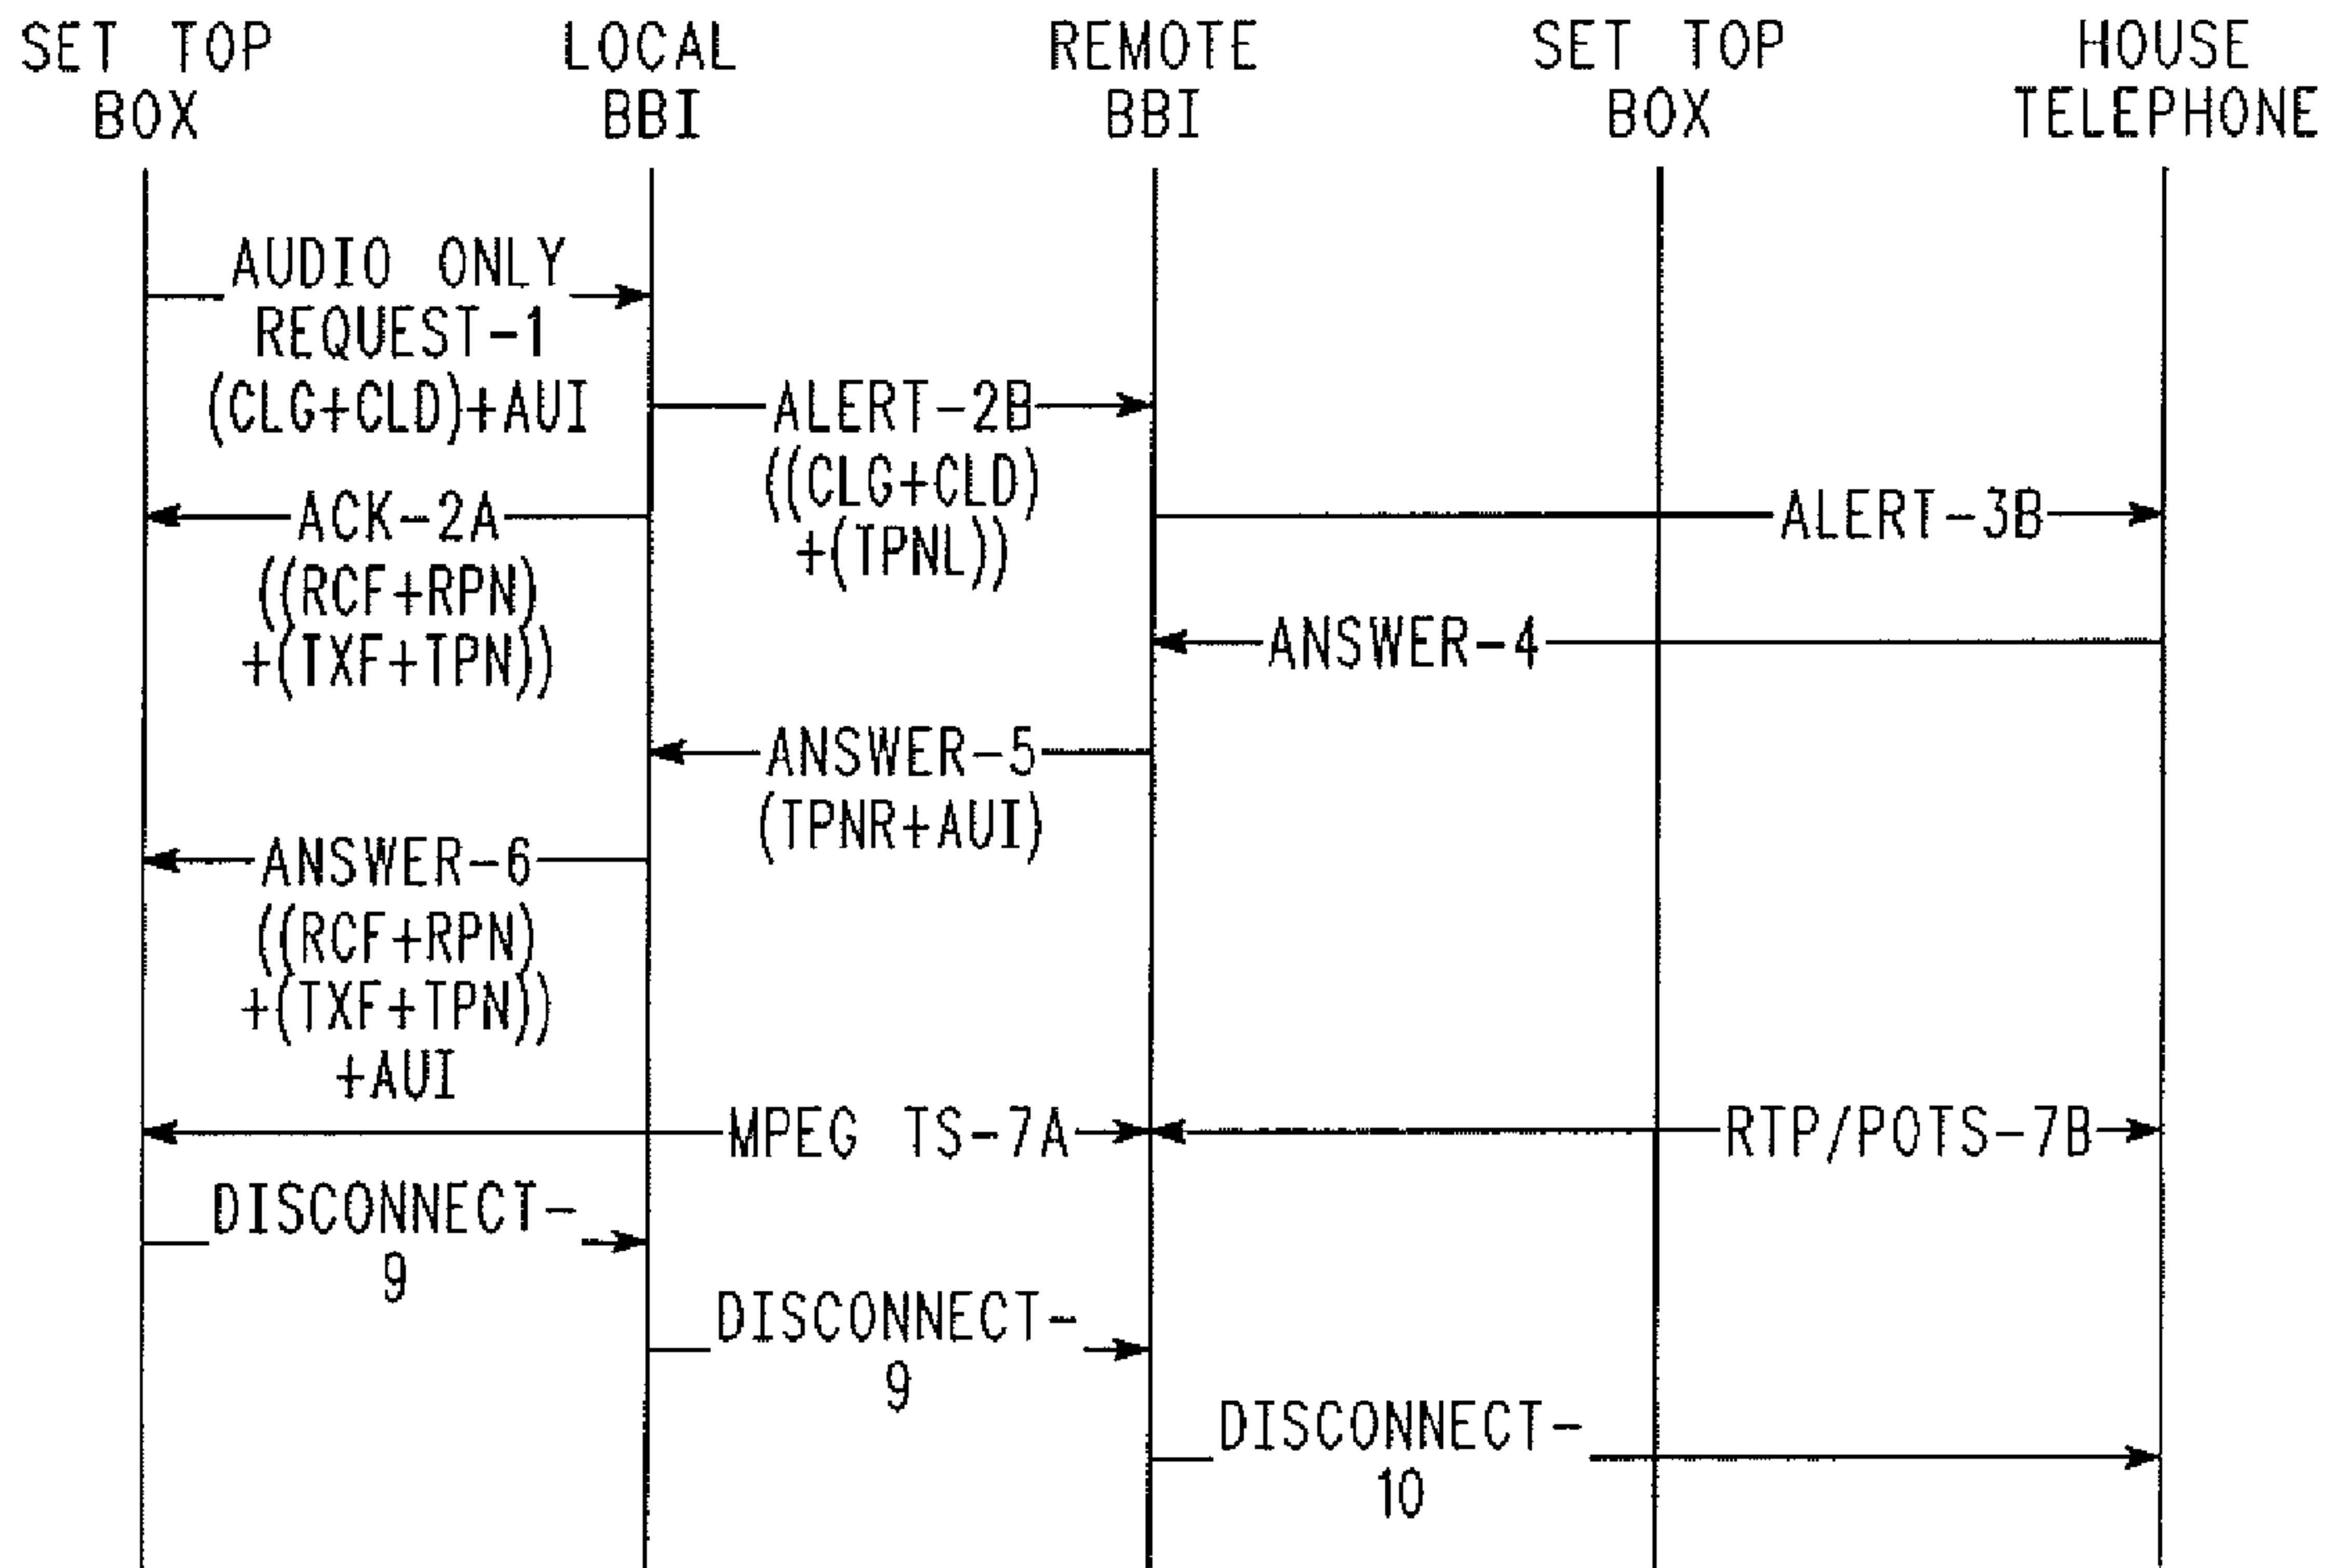 SET TOP
BOX
LOCAL
BBI
REMOTE
BBI
SET TOP
BOX
HOUSE
TELEPHONE
AUDIO ONLY
REQUEST-1
(CLG+CLD)+AUI
ALERT-2B
((CLG+CLD)
+(TPNL))
ACK-2A
((RCF+RPN)
+(TXF+TPN))
ALERT-3B
ANSWER-4
ANSWER-5
(TPNR+AUI)
ANSWER-6
((RCF+RPN)
+(TXF+TPN))
+AUI
MPEG TS-7A
RTP/POTS-7B
DISCONNECT-
9
DISCONNECT-
9
DISCONNECT-
10